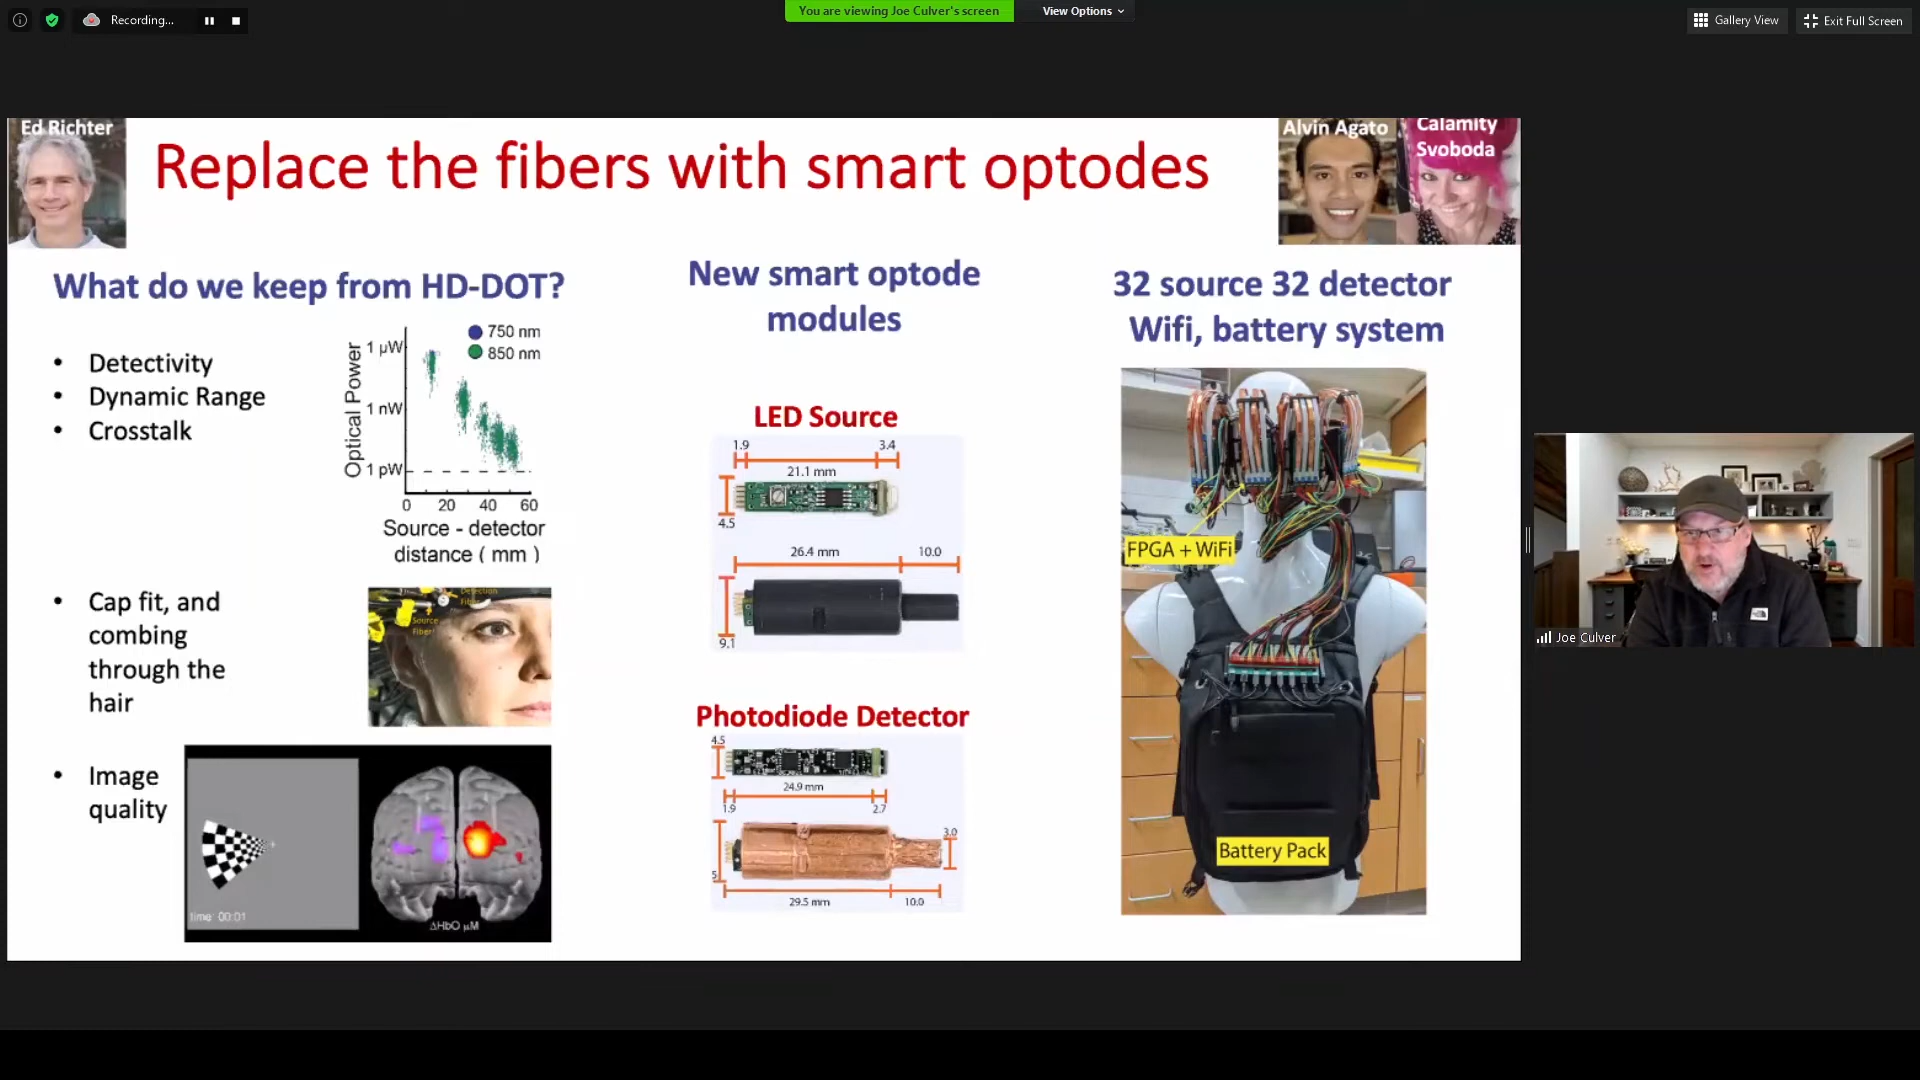 Recording...
You are viewing Joe Culver's screen
View Options
Gallery View
Exit Full Screen
Ed Richter
Replace the fibers with smart optodes
Alvin Agato
Calamity
Svoboda
What do we keep from HD-DOT?
• Detectivity
• Dynamic Range
• Crosstalk
750 nm
850 nm
Optical Power
1 µW
1 nW
1 pW
0 20 40 60
Source - detector
distance ( mm )
• Cap fit, and
combing
through the
hair
Detection
Fiber
Source
Fiber
• Image
quality
time: 00:01
ΔHbO µM
New smart optode
modules
LED Source
1.9
3.4
21.1 mm
4.5
26.4 mm
10.0
9.1
Photodiode Detector
4.5
24.9 mm
1.9
2.7
3.0
5
29.5 mm
10.0
32 source 32 detector
Wifi, battery system
FPGA + WiFi
Battery Pack
Joe Culver